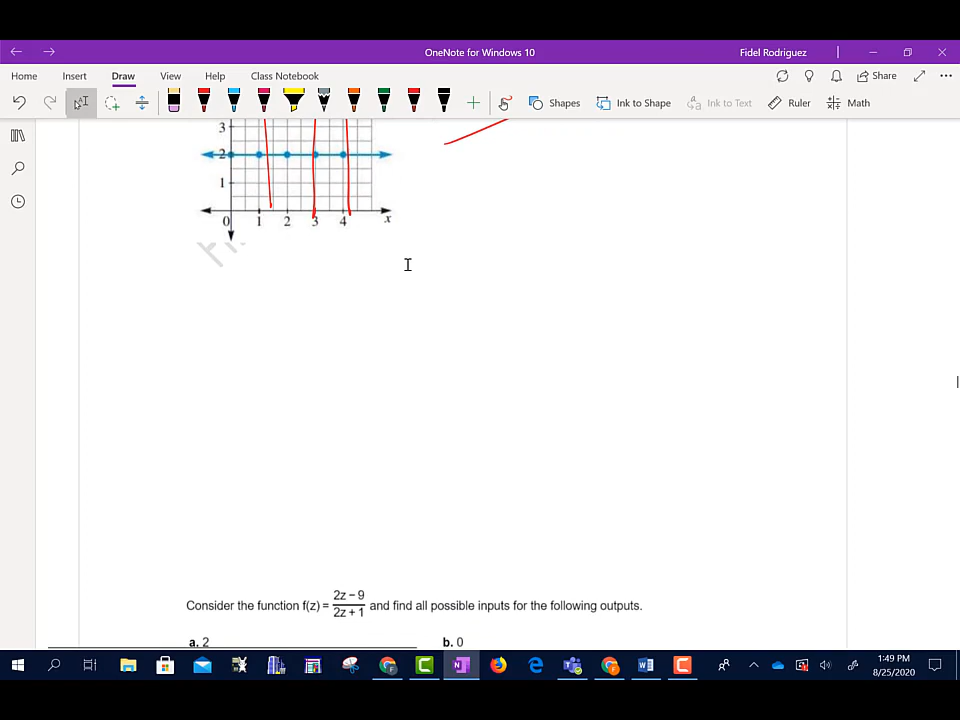 OneNote for Windows 10
Fidel Rodriguez
Home Insert Draw View Help Class Notebook
Share
Shapes Ink to Shape Ink to Text Ruler Math
3
2
1
0 1 2 3 4 x
Consider the function f(z) = 2z − 9 / 2z + 1 and find all possible inputs for the following outputs.
a. 2 b. 0
1:49 PM
8/25/2020